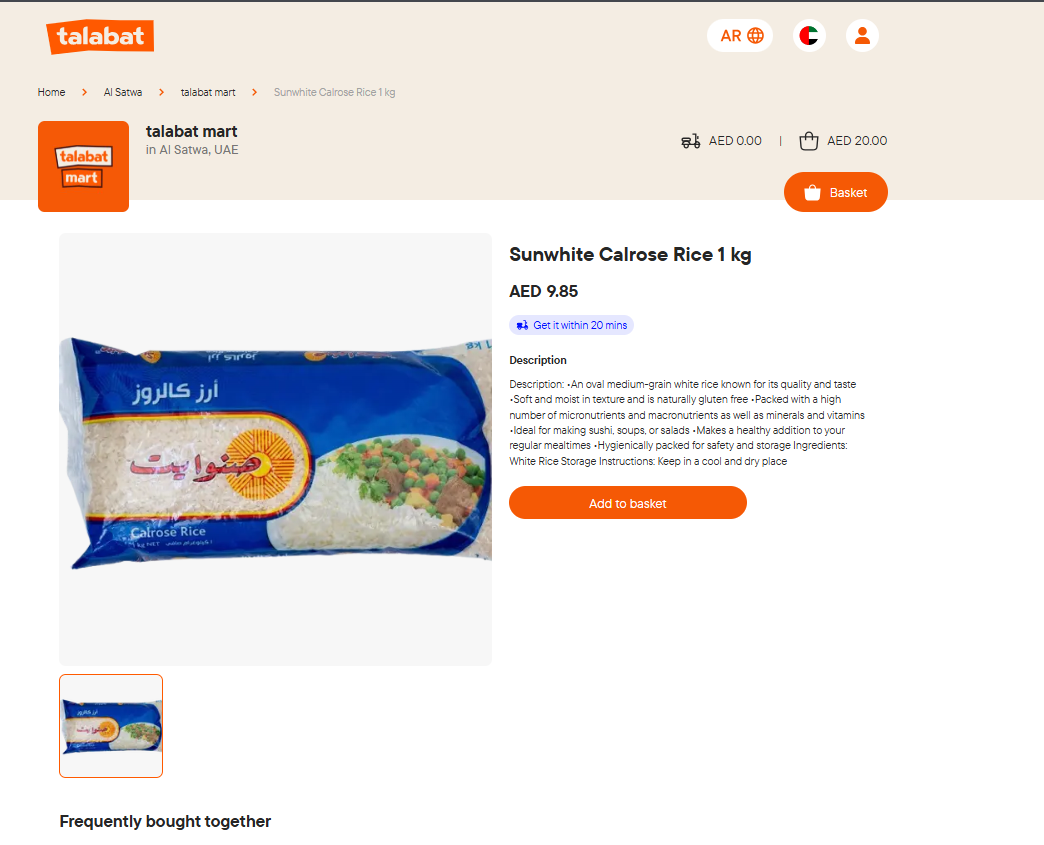 talabat
AR
Home > Al Satwa > talabat mart > Sunwhite Calrose Rice 1 kg
talabat
mart
talabat mart
in Al Satwa, UAE
AED 0.00 | AED 20.00
Basket
Sunwhite Calrose Rice 1 kg
AED 9.85
Get it within 20 mins
Description
Description: •An oval medium-grain white rice known for its quality and taste
•Soft and moist in texture and is naturally gluten free •Packed with a high
number of micronutrients and macronutrients as well as minerals and vitamins
•Ideal for making sushi, soups, or salads •Makes a healthy addition to your
regular mealtimes •Hygienically packed for safety and storage Ingredients:
White Rice Storage Instructions: Keep in a cool and dry place
Add to basket
أرز كالروز
صنوايت
Calrose Rice
أرز كالروز
صنوايت
Frequently bought together